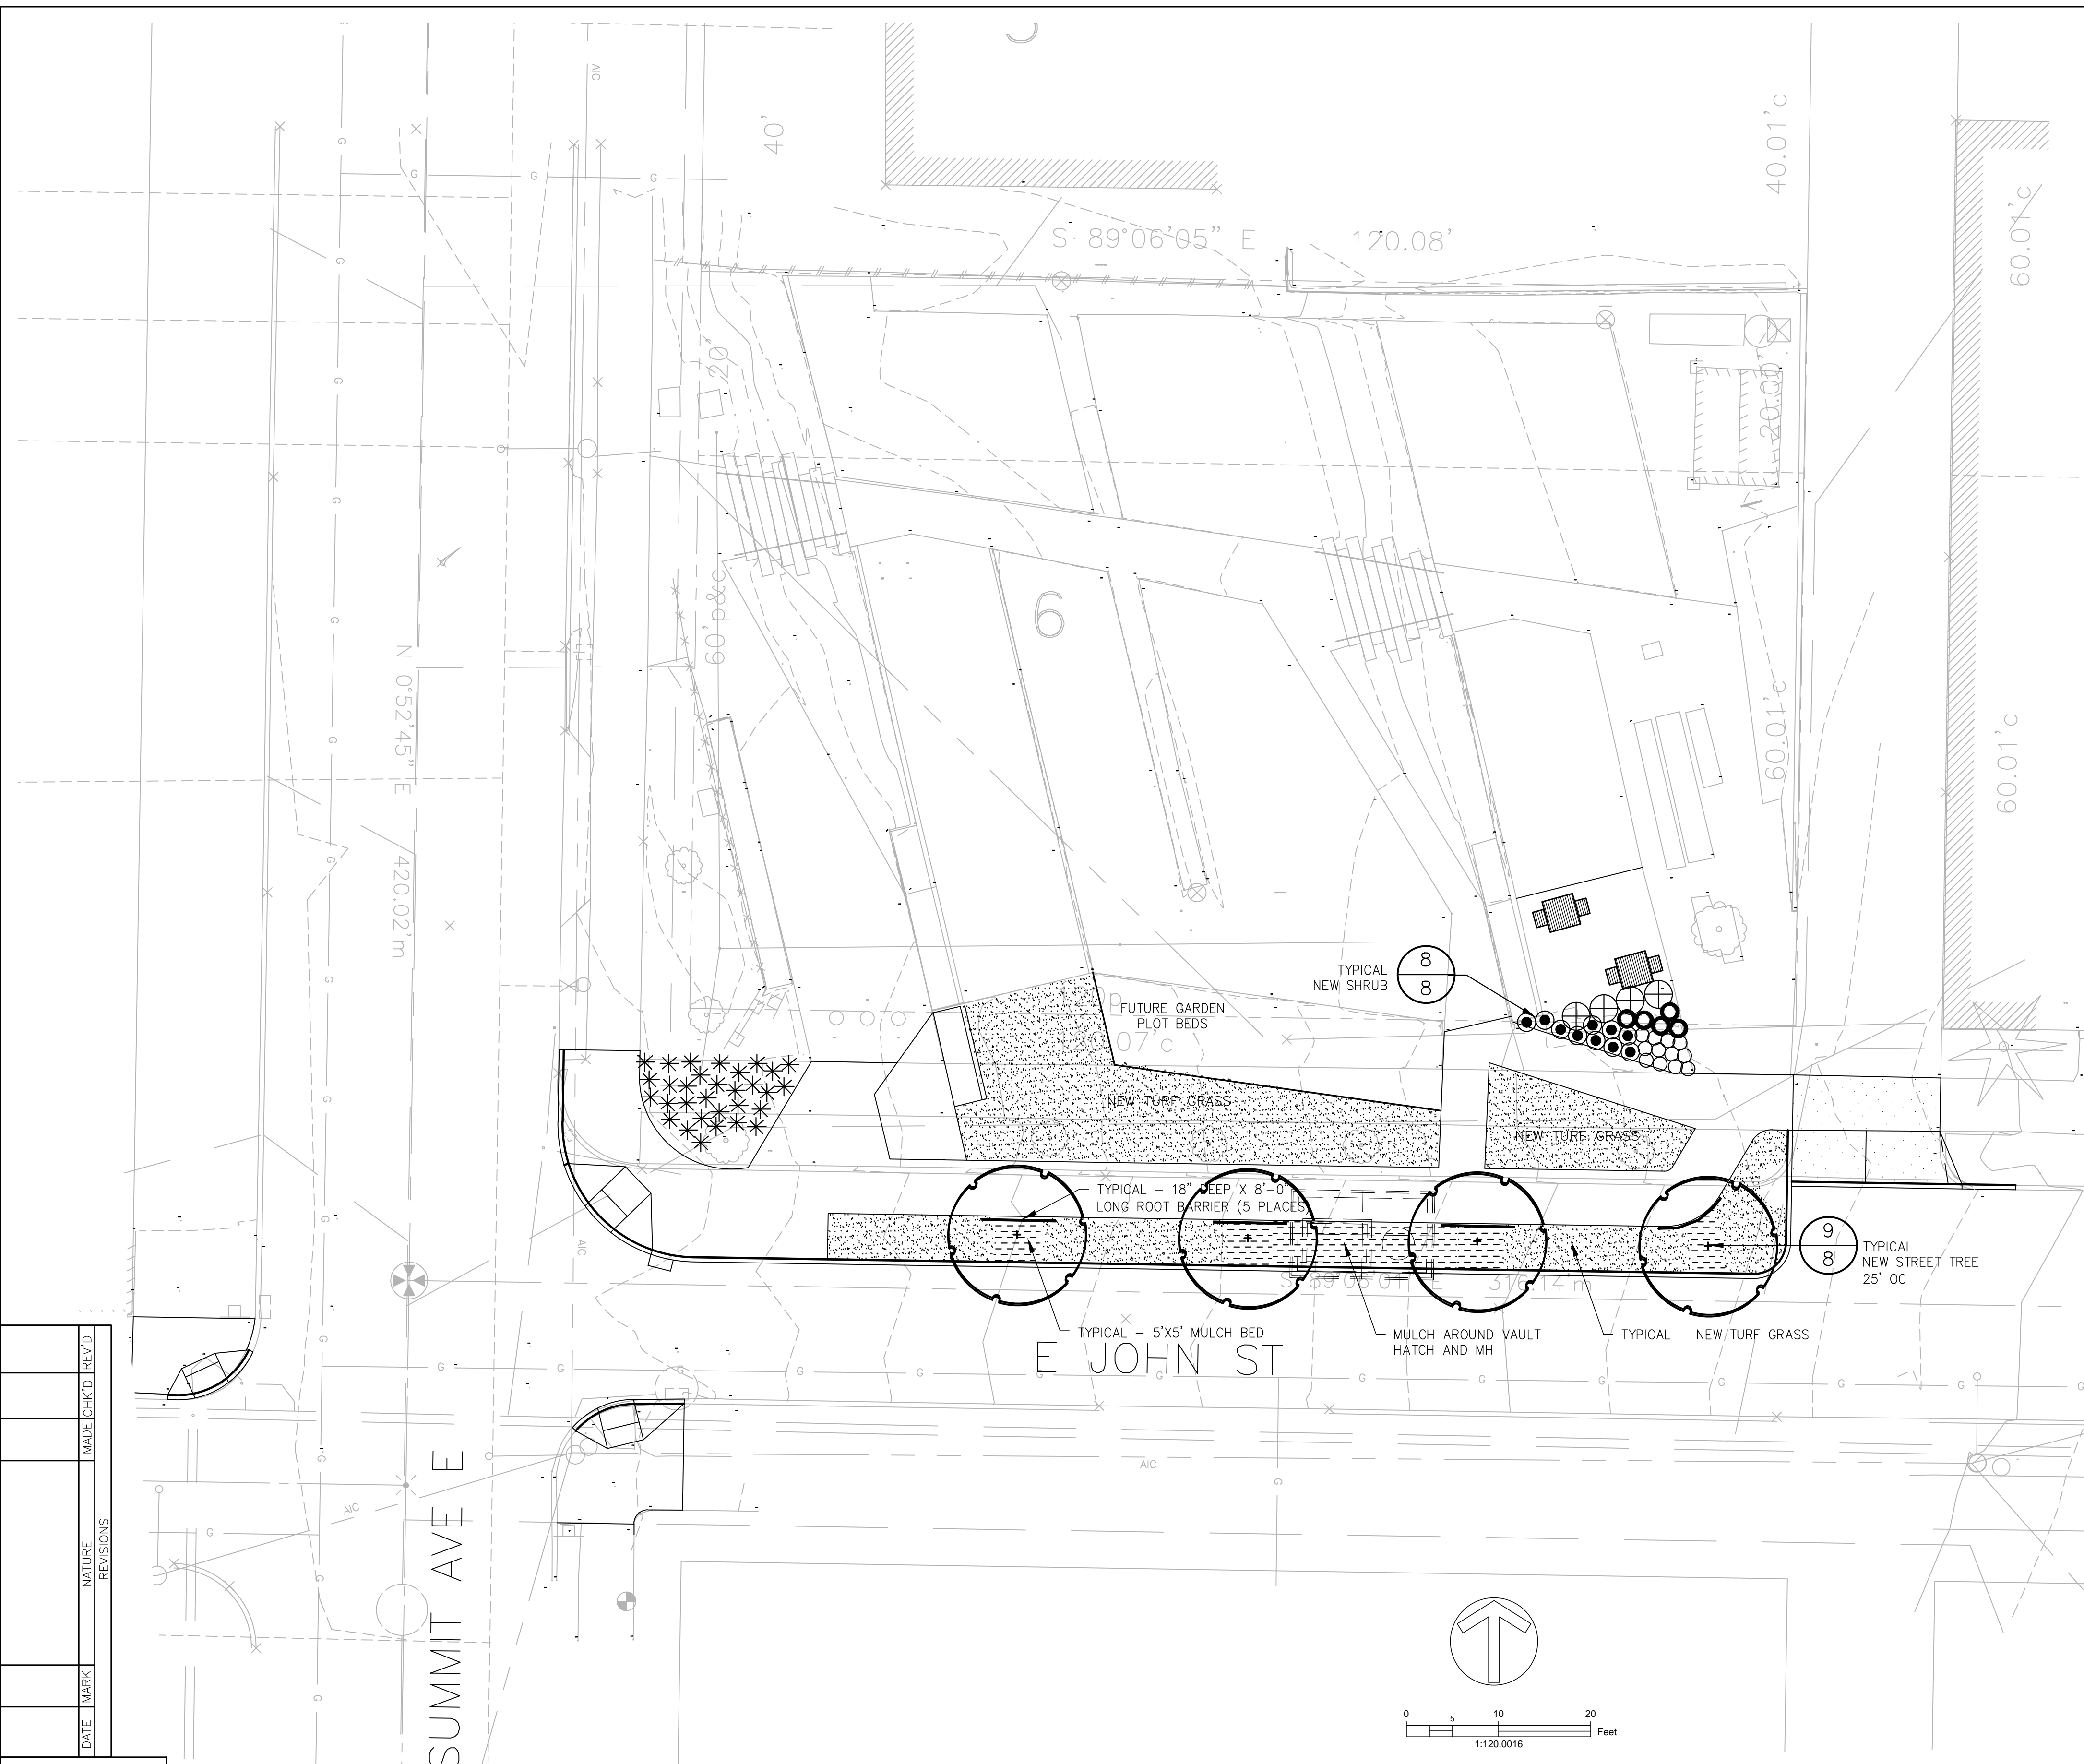 AIC
40'
40.01'c
60.01'c
S 89°06'05" E
120.08'
20'
120.00'
G
60' p&c
6
N 0°52'45" E
420.02'm
60.01'c
60.01'c
TYPICAL
NEW SHRUB
8
8
FUTURE GARDEN
PLOT BEDS
07'c
NEW TURF GRASS
NEW TURF GRASS
TYPICAL – 18" DEEP X 8'-0"
LONG ROOT BARRIER (5 PLACES)
9
8
TYPICAL
NEW STREET TREE
25' OC
316.14'm
TYPICAL – 5'X5' MULCH BED
MULCH AROUND VAULT
HATCH AND MH
TYPICAL – NEW TURF GRASS
E JOHN ST
AIC
AIC
AIC
SUMMIT AVE E
DATE MARK NATURE MADE CHK'D REV'D
REVISIONS
0 5 10 20
Feet
1:120.0016